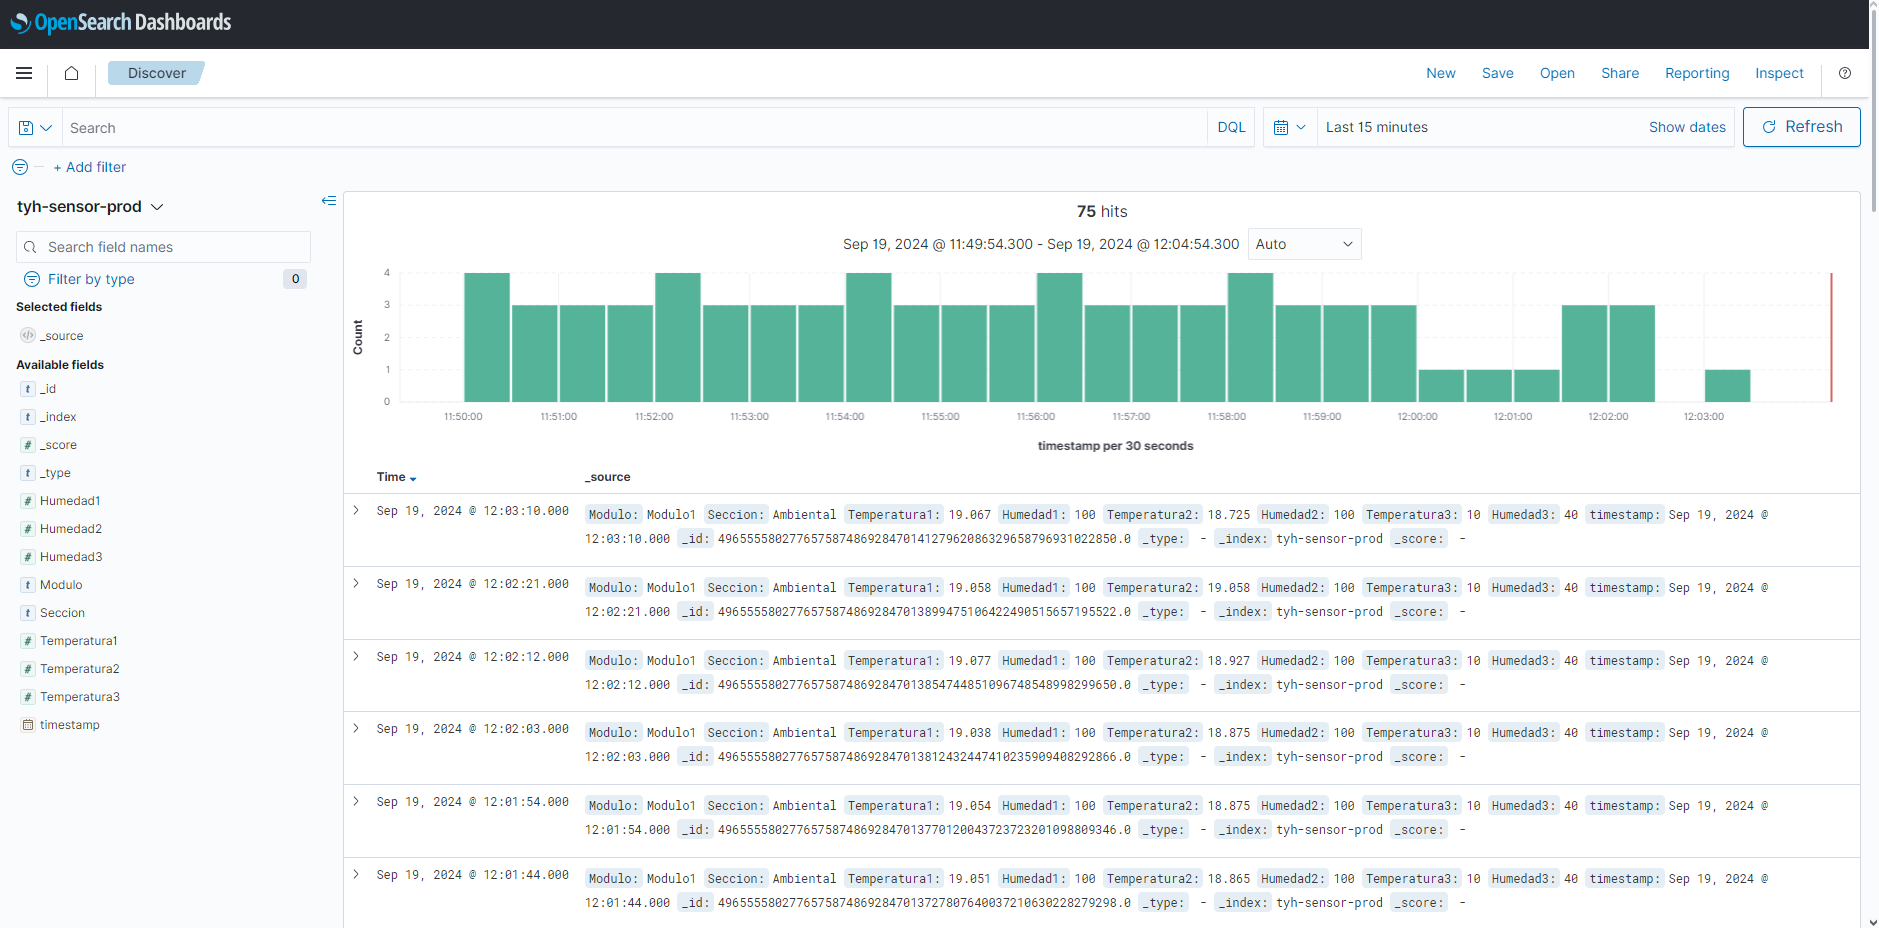 OpenSearch Dashboards
Discover
New Save Open Share Reporting Inspect
Search
DQL
Last 15 minutes
Show dates
Refresh
+ Add filter
tyh-sensor-prod
Search field names
Filter by type 0
Selected fields
_source
Available fields
_id
_index
_score
_type
Humedad1
Humedad2
Humedad3
Modulo
Seccion
Temperatura1
Temperatura2
Temperatura3
timestamp
75 hits
Sep 19, 2024 @ 11:49:54.300 - Sep 19, 2024 @ 12:04:54.300 Auto
Count
4
3
2
1
0
11:50:00 11:51:00 11:52:00 11:53:00 11:54:00 11:55:00 11:56:00 11:57:00 11:58:00 11:59:00 12:00:00 12:01:00 12:02:00 12:03:00
timestamp per 30 seconds
Time _source
Sep 19, 2024 @ 12:03:10.000 Modulo: Modulo1 Seccion: Ambiental Temperatura1: 19.067 Humedad1: 100 Temperatura2: 18.725 Humedad2: 100 Temperatura3: 10 Humedad3: 40 timestamp: Sep 19, 2024 @
12:03:10.000 _id: 49655558027765758748692847014127962086329658796931022850.0 _type: - _index: tyh-sensor-prod _score: -
Sep 19, 2024 @ 12:02:21.000 Modulo: Modulo1 Seccion: Ambiental Temperatura1: 19.058 Humedad1: 100 Temperatura2: 19.058 Humedad2: 100 Temperatura3: 10 Humedad3: 40 timestamp: Sep 19, 2024 @
12:02:21.000 _id: 49655558027765758748692847013899475106422490515657195522.0 _type: - _index: tyh-sensor-prod _score: -
Sep 19, 2024 @ 12:02:12.000 Modulo: Modulo1 Seccion: Ambiental Temperatura1: 19.077 Humedad1: 100 Temperatura2: 18.927 Humedad2: 100 Temperatura3: 10 Humedad3: 40 timestamp: Sep 19, 2024 @
12:02:12.000 _id: 49655558027765758748692847013854744851096748548998299650.0 _type: - _index: tyh-sensor-prod _score: -
Sep 19, 2024 @ 12:02:03.000 Modulo: Modulo1 Seccion: Ambiental Temperatura1: 19.038 Humedad1: 100 Temperatura2: 18.875 Humedad2: 100 Temperatura3: 10 Humedad3: 40 timestamp: Sep 19, 2024 @
12:02:03.000 _id: 49655558027765758748692847013812432447410235909408292866.0 _type: - _index: tyh-sensor-prod _score: -
Sep 19, 2024 @ 12:01:54.000 Modulo: Modulo1 Seccion: Ambiental Temperatura1: 19.054 Humedad1: 100 Temperatura2: 18.875 Humedad2: 100 Temperatura3: 10 Humedad3: 40 timestamp: Sep 19, 2024 @
12:01:54.000 _id: 49655558027765758748692847013770120043723723201098809346.0 _type: - _index: tyh-sensor-prod _score: -
Sep 19, 2024 @ 12:01:44.000 Modulo: Modulo1 Seccion: Ambiental Temperatura1: 19.051 Humedad1: 100 Temperatura2: 18.865 Humedad2: 100 Temperatura3: 10 Humedad3: 40 timestamp: Sep 19, 2024 @
12:01:44.000 _id: 49655558027765758748692847013727807640037210630228279298.0 _type: - _index: tyh-sensor-prod _score: -